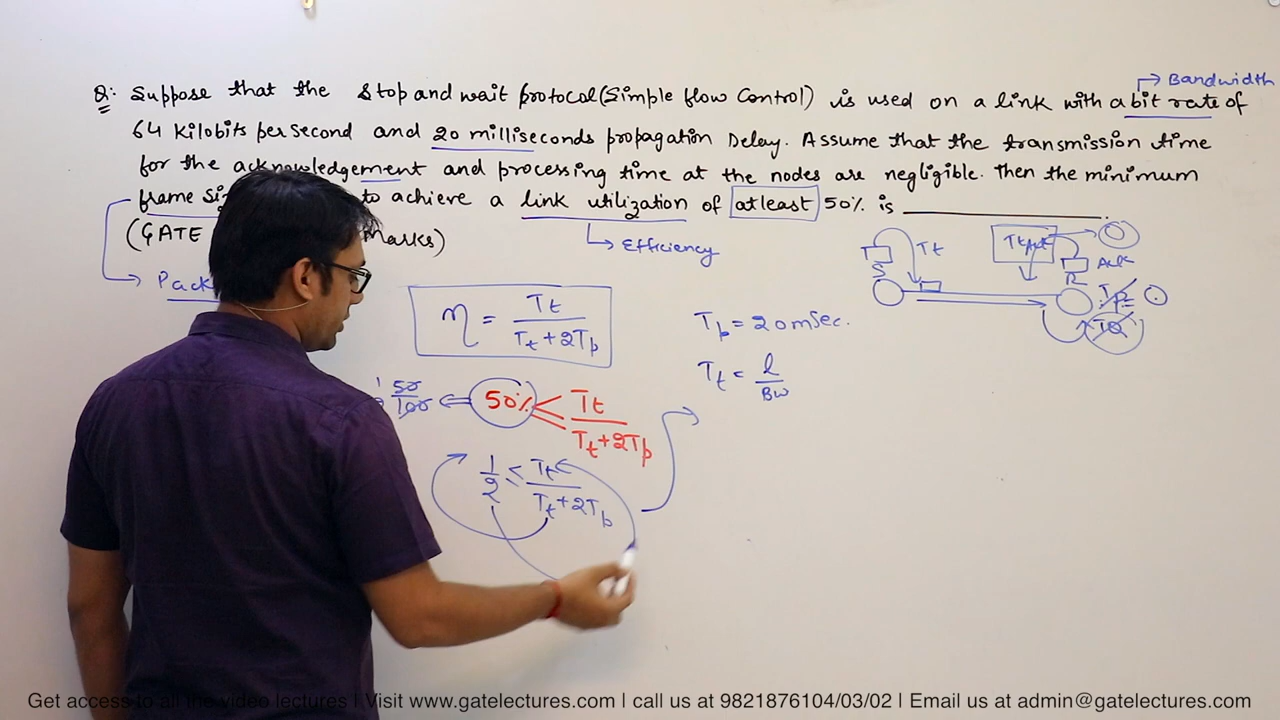 Bandwidth
Q: Suppose that the Stop and wait protocol (Simple flow Control) is used on a link with a bit rate of
64 Kilobits per second and 20 milliseconds propagation Delay. Assume that the transmission time
for the acknowledgement and processing time at the nodes are negligible. Then the minimum
frame to achieve a link utilization of atleast 50% is
(GATE Marks)
Efficiency
Pack
η = Tt / Tt + 2Tp
Tp = 20 mSec.
Tt = l / BW
50/100 50% Tt / Tt + 2Tp
1/2 ≤ Tt / Tt + 2Tp
Tt
Ack
S R
Get access to all the video lectures | Visit www.gatelectures.com | call us at 9821876104/03/02 | Email us at admin@gatelectures.com